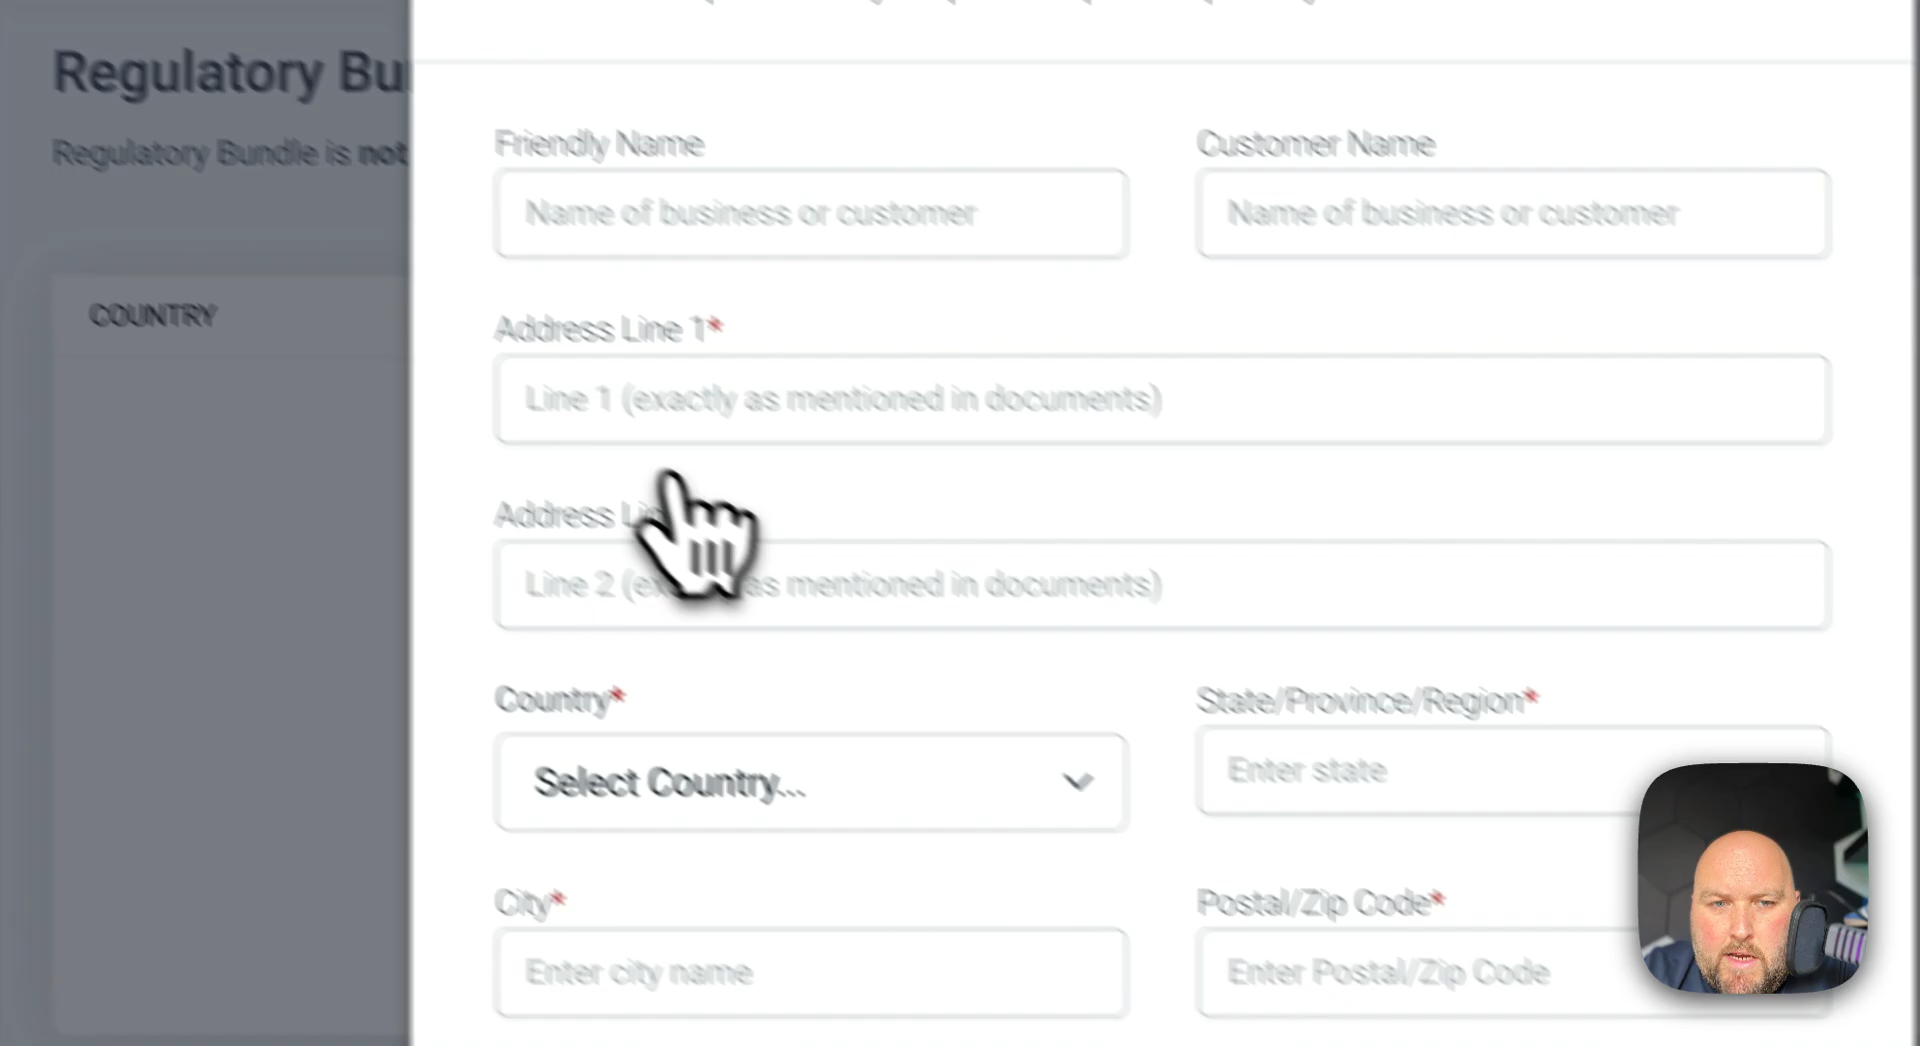 Regulatory Bu
Regulatory Bundle is not
COUNTRY
Friendly Name
Name of business or customer
Customer Name
Name of business or customer
Address Line 1*
Line 1 (exactly as mentioned in documents)
Address
Line 2 as mentioned in documents)
Country*
Select Country...
State/Province/Region*
Enter state
City*
Enter city name
Postal/Zip Code*
Enter Postal/Zip Code